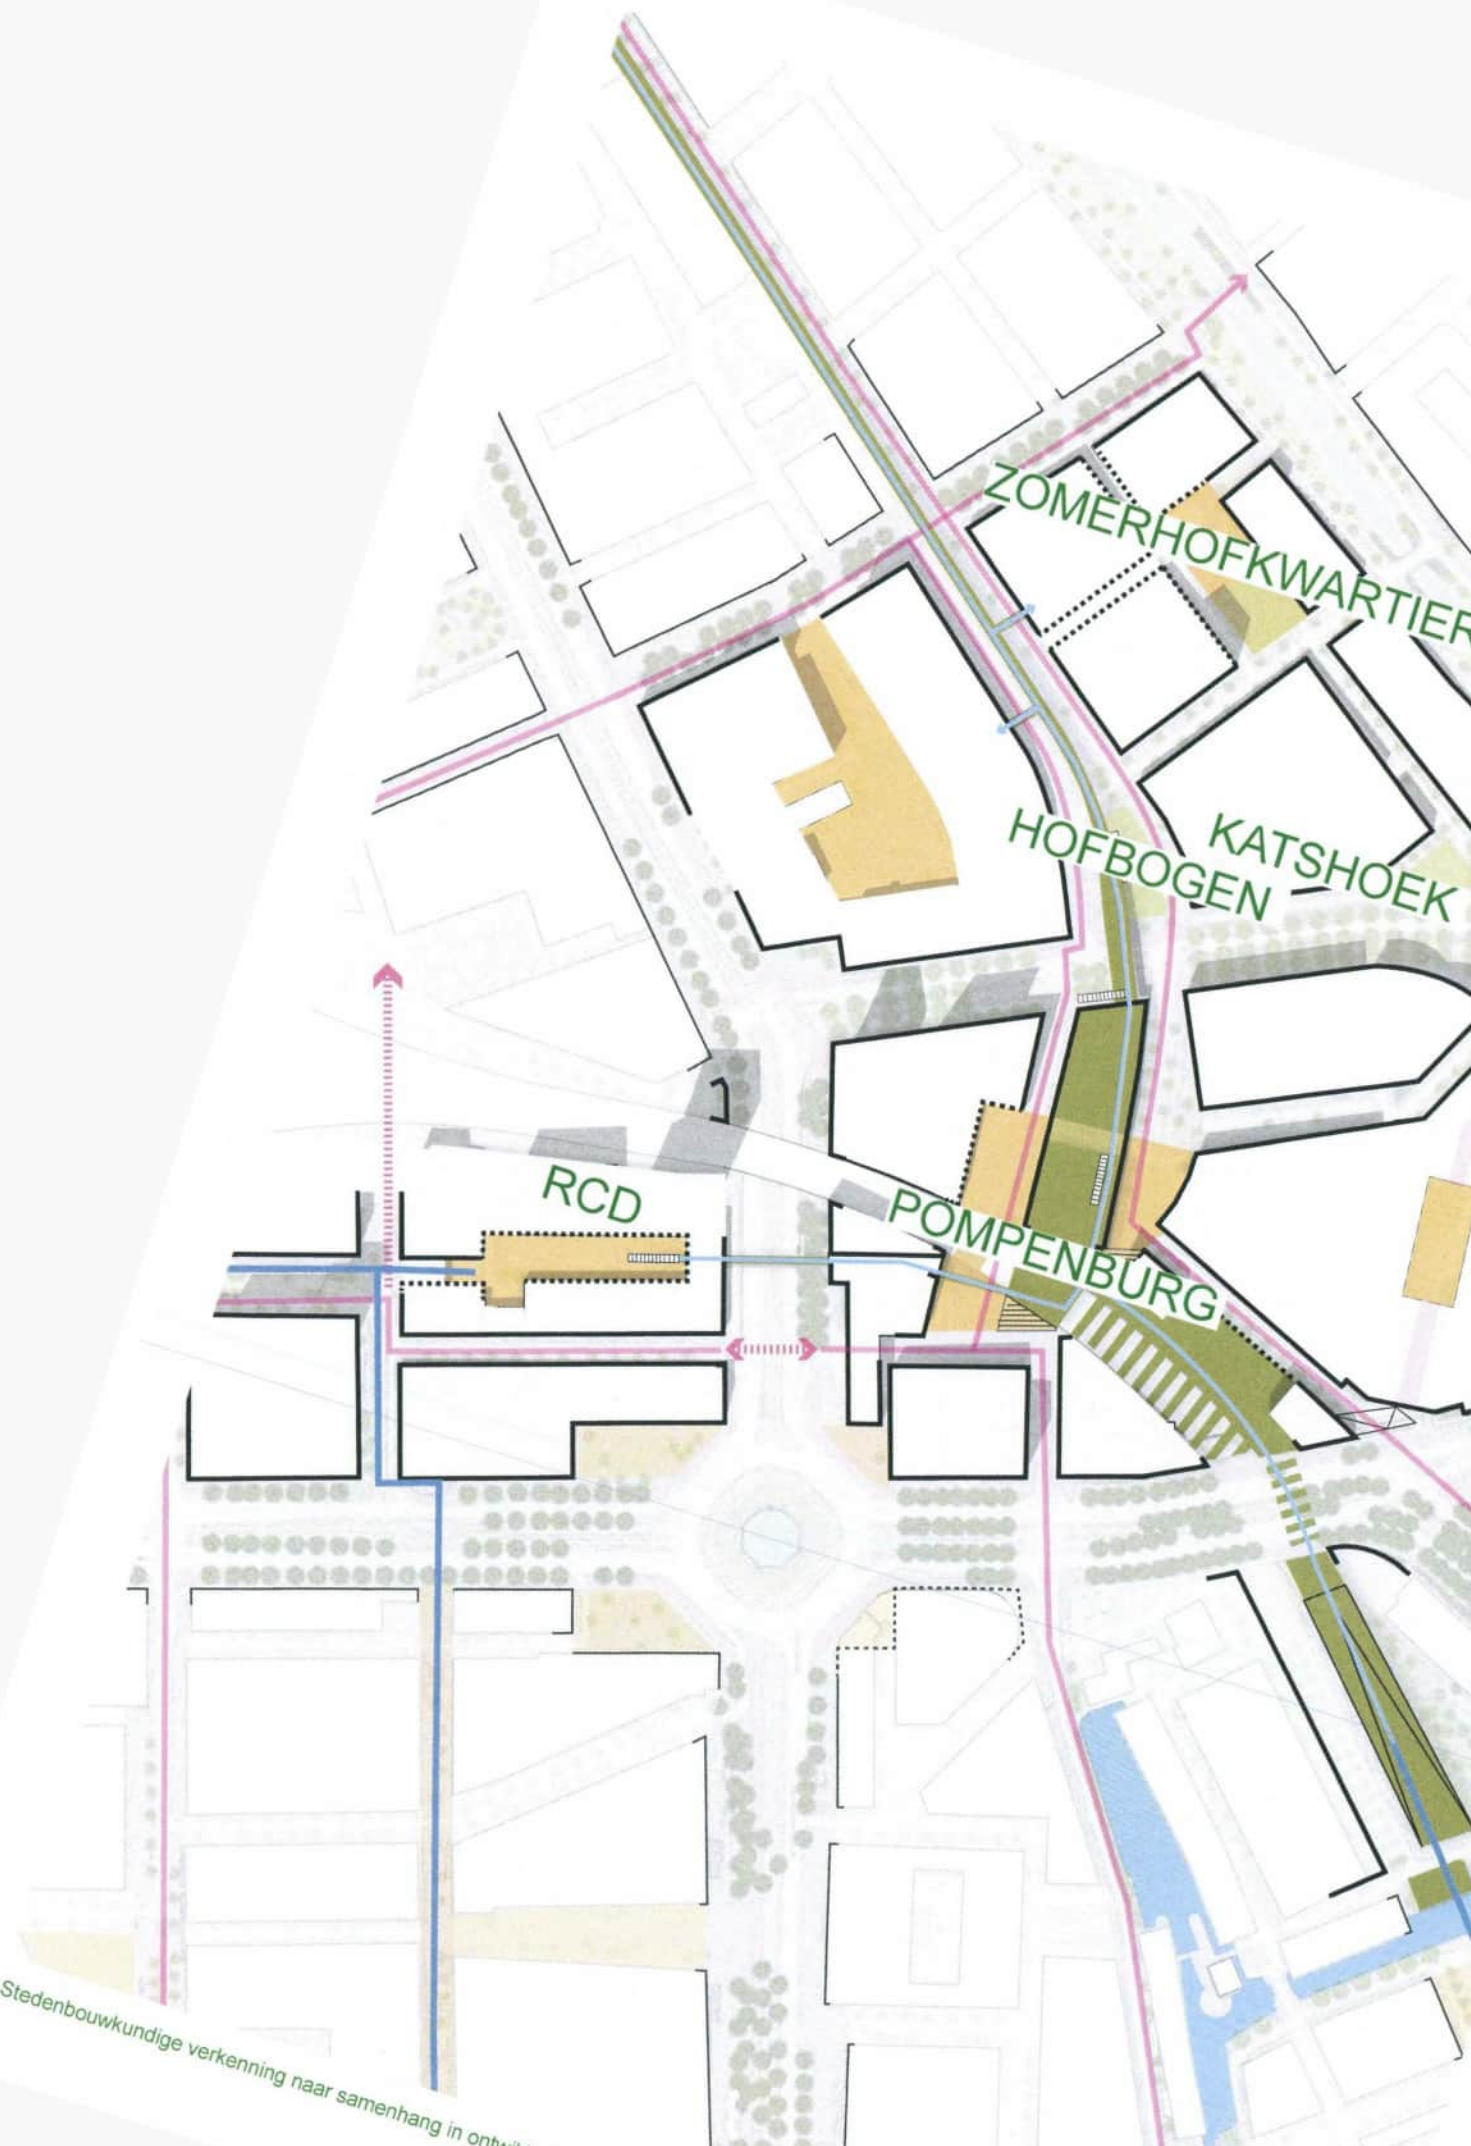 ZOMERHOFKWARTIER
HOFBOGEN
KATSHOEK
RCD
POMPENBURG
Stedenbouwkundige verkenning naar samenhang in